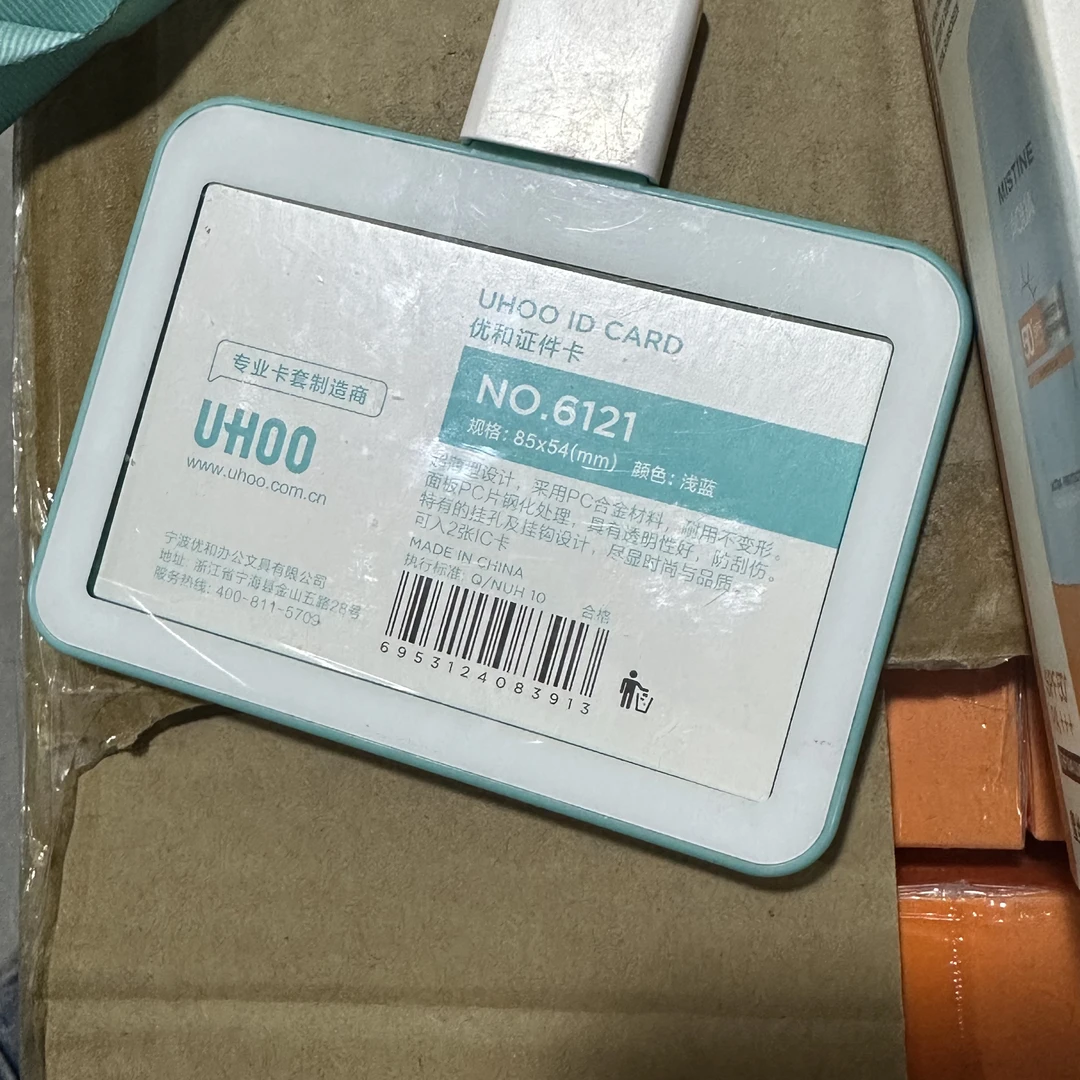 UHOO ID CARD
优和证件卡
NO.6121
规格: 85x54(mm) 颜色: 浅蓝
专业卡套制造商
UHOO
www.uhoo.com.cn
型设计，采用PC合金材料，耐用不变形。
面板PC片钢化处理，具有透明性好，防刮伤。
特有的挂孔及挂钩设计，尽显时尚与品质。
可入2张IC卡
MADE IN CHINA
执行标准: Q/NUH 10 合格
6953124083913
宁波优和办公文具有限公司
地址: 浙江省宁海县金山五路28号
服务热线: 400-811-5709
MISTINE